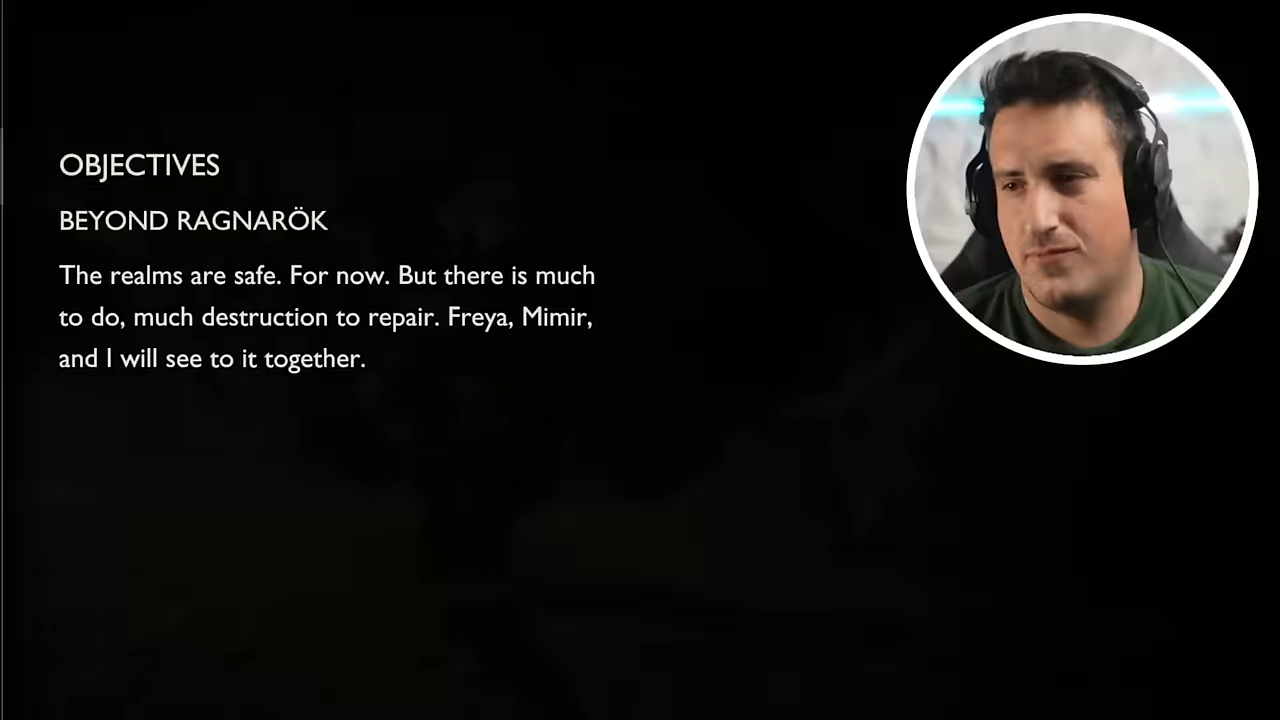 OBJECTIVES
BEYOND RAGNARÖK
The realms are safe. For now. But there is much
to do, much destruction to repair. Freya, Mimir,
and I will see to it together.